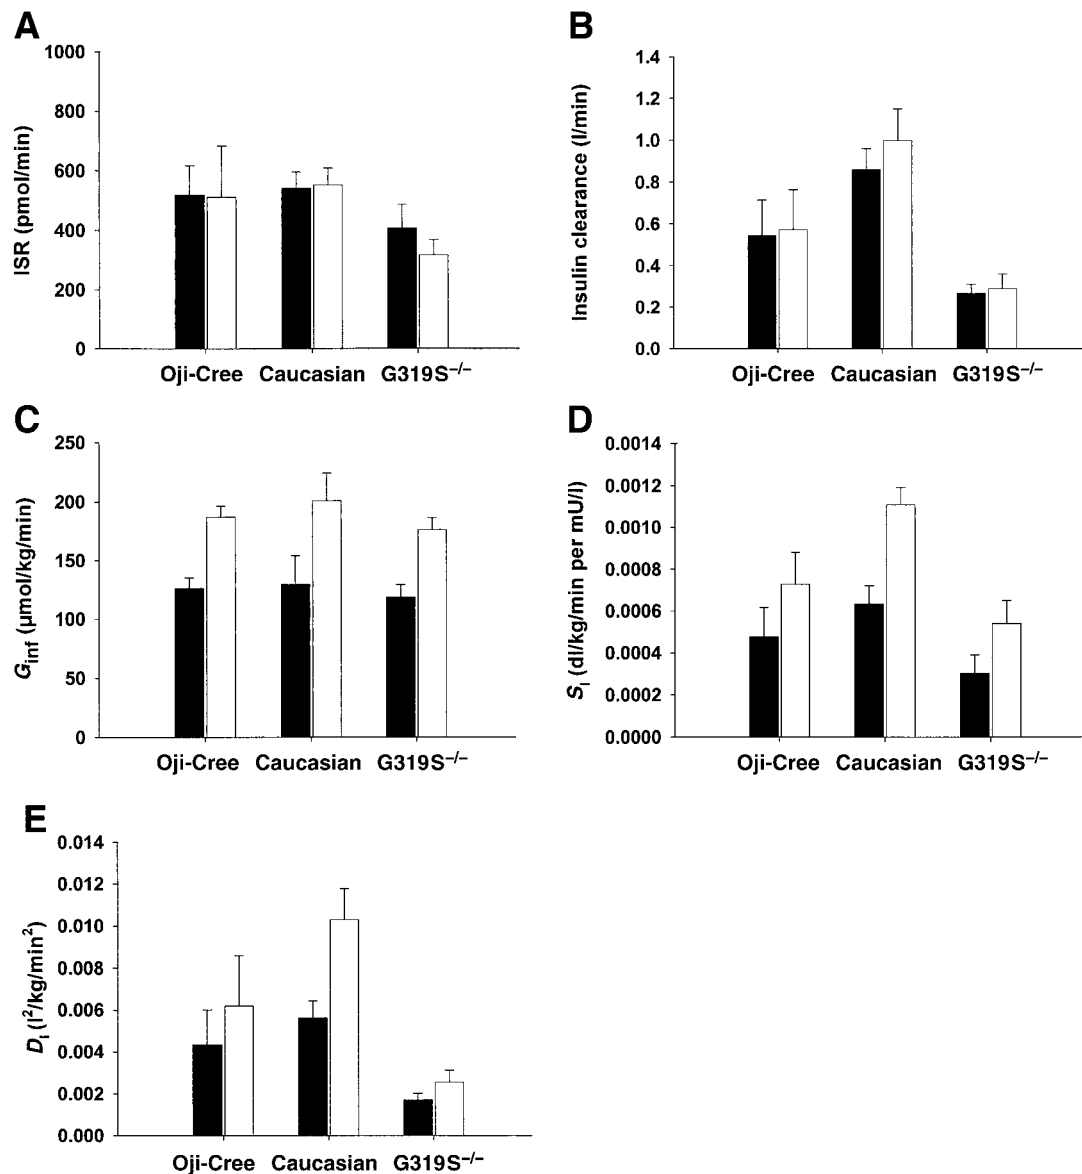 A
ISR (pmol/min)
1000
800
600
400
200
0
Oji-Cree Caucasian G319S⁻/⁻
B
Insulin clearance (l/min)
1.4
1.2
1.0
0.8
0.6
0.4
0.2
0.0
Oji-Cree Caucasian G319S⁻/⁻
C
G_inf (μmol/kg/min)
250
200
150
100
50
0
Oji-Cree Caucasian G319S⁻/⁻
D
S_I (dl/kg/min per mU/l)
0.0014
0.0012
0.0010
0.0008
0.0006
0.0004
0.0002
0.0000
Oji-Cree Caucasian G319S⁻/⁻
E
D_I (l²/kg/min²)
0.014
0.012
0.010
0.008
0.006
0.004
0.002
0.000
Oji-Cree Caucasian G319S⁻/⁻